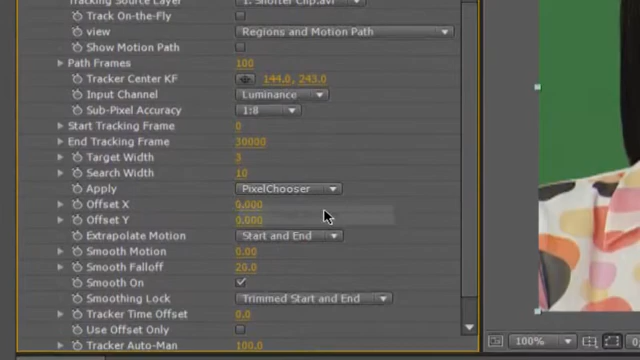 Tracking Source Layer 1. Shorter Clip.avi
Track On-the-Fly
view Regions and Motion Path
Show Motion Path
Path Frames 100
Tracker Center KF 144.0, 243.0
Input Channel Luminance
Sub-Pixel Accuracy 1:8
Start Tracking Frame 0
End Tracking Frame 30000
Target Width 3
Search Width 10
Apply PixelChooser
Offset X 0.000
Offset Y 0.000
Extrapolate Motion Start and End
Smooth Motion 0.00
Smooth Falloff 20.0
Smooth On
Smoothing Lock Trimmed Start and End
Tracker Time Offset 0.0
Use Offset Only
Tracker Auto-Man 100.0
100%